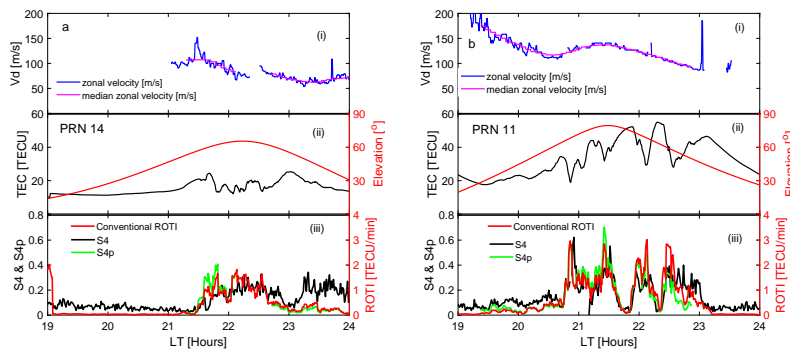 a
(i)
200
150
100
50
0
Vd [m/s]
zonal velocity [m/s]
median zonal velocity [m/s]
PRN 14
(ii)
60
40
20
0
TEC [TECU]
90
60
30
0
Elevation [°]
Conventional ROTI
S4
S4p
(iii)
0.8
0.6
0.4
0.2
0
S4 & S4p
4
3
2
1
0
ROTI [TECU/min]
19 20 21 22 23 24
LT [Hours]
b
(i)
200
150
100
50
0
Vd [m/s]
zonal velocity [m/s]
median zonal velocity [m/s]
PRN 11
(ii)
60
40
20
TEC [TECU]
90
60
30
0
Elevation [°]
Conventional ROTI
S4
S4p
(iii)
0.8
0.6
0.4
0.2
0
S4 & S4p
4
3
2
1
0
ROTI [TECU/min]
19 20 21 22 23 24
LT [Hours]